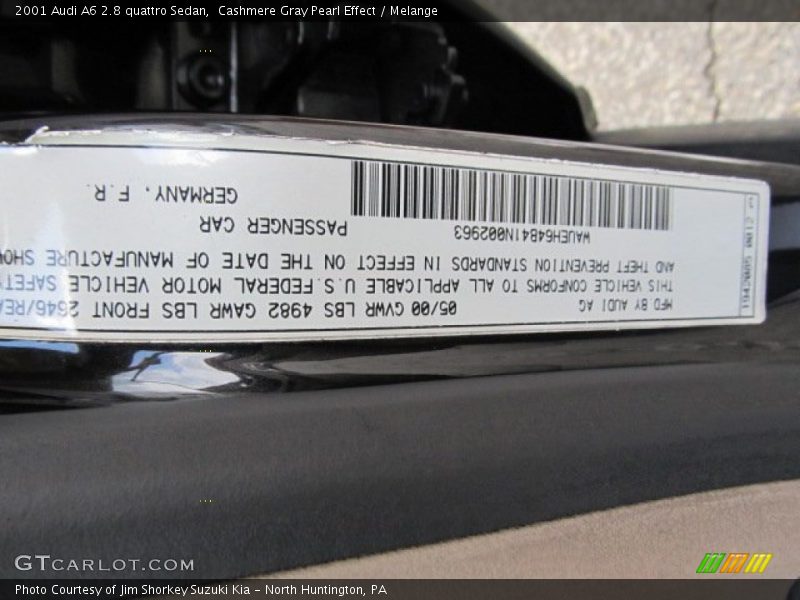 2001 Audi A6 2.8 quattro Sedan, Cashmere Gray Pearl Effect / Melange
MFD BY AUDI AG 05/00 GVWR LBS 4982 GAWR LBS FRONT 2646/REA
THIS VEHICLE CONFORMS TO ALL APPLICABLE U.S.FEDERAL MOTOR VEHICLE SAFETY
AND THEFT PREVENTION STANDARDS IN EFFECT ON THE DATE OF MANUFACTURE SHOW
WAUEH64B41N002963 PASSENGER CAR
GERMANY, F.R.
GTCARLOT.COM
Photo Courtesy of Jim Shorkey Suzuki Kia - North Huntington, PA